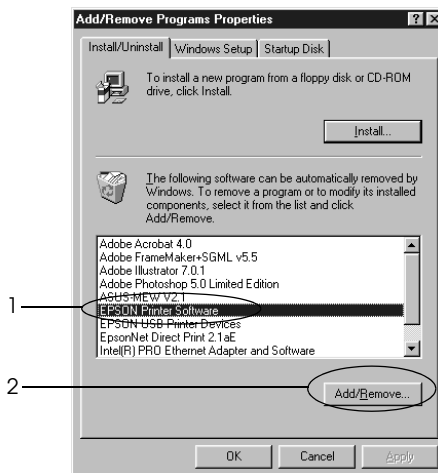 Add/Remove Programs Properties
Install/Uninstall Windows Setup Startup Disk
To install a new program from a floppy disk or CD-ROM
drive, click Install.
Install...
The following software can be automatically removed by
Windows. To remove a program or to modify its installed
components, select it from the list and click
Add/Remove.
Adobe Acrobat 4.0
Adobe FrameMaker+SGML v5.5
Adobe Illustrator 7.0.1
Adobe Photoshop 5.0 Limited Edition
ASUS MEW V2.1
1
EPSON Printer Software
EPSON USB Printer Devices
EpsonNet Direct Print 2.1aE
Intel(R) PRO Ethernet Adapter and Software
2
Add/Remove...
OK Cancel Apply